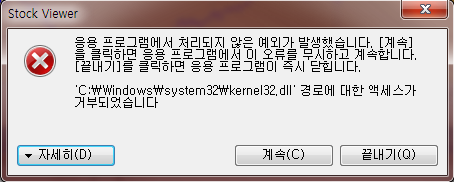 Stock Viewer
응용 프로그램에서 처리되지 않은 예외가 발생했습니다. [계속]
을 클릭하면 응용 프로그램에서 이 오류를 무시하고 계속합니다.
[끝내기]를 클릭하면 응용 프로그램이 즉시 닫힙니다.
'C:₩Windows₩system32₩kernel32.dll' 경로에 대한 액세스가
거부되었습니다
자세히(D)
계속(C)
끝내기(Q)